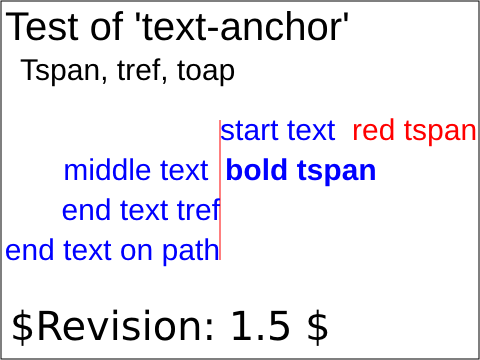 Test of 'text-anchor'
Tspan, tref, toap
start text red tspan
middle text bold tspan
end text tref
end text on path
$Revision: 1.5 $